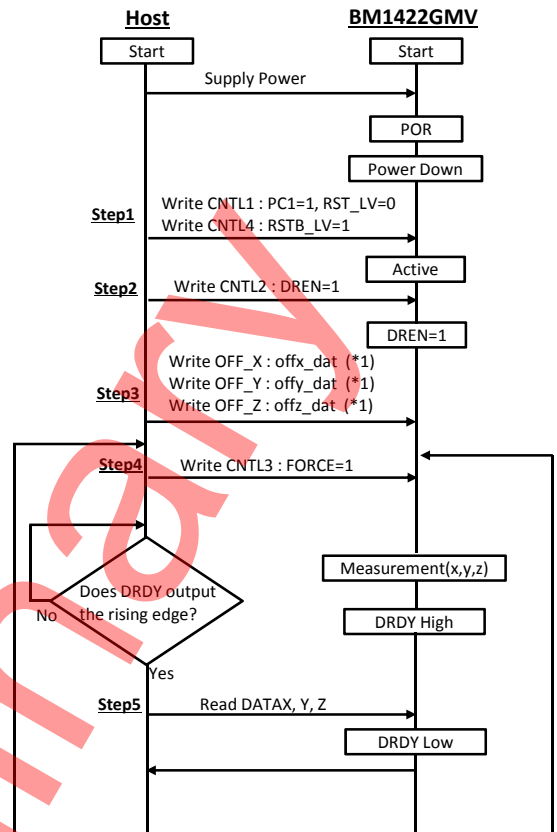 Host
BM1422GMV
Start
Start
Supply Power
POR
Power Down
Step1
Write CNTL1 : PC1=1, RST_LV=0
Write CNTL4 : RSTB_LV=1
Active
Step2
Write CNTL2 : DREN=1
DREN=1
Step3
Write OFF_X : offx_dat (*1)
Write OFF_Y : offy_dat (*1)
Write OFF_Z : offz_dat (*1)
Step4
Write CNTL3 : FORCE=1
Measurement(x,y,z)
Does DRDY output
the rising edge?
No
DRDY High
Yes
Step5
Read DATAX, Y, Z
DRDY Low